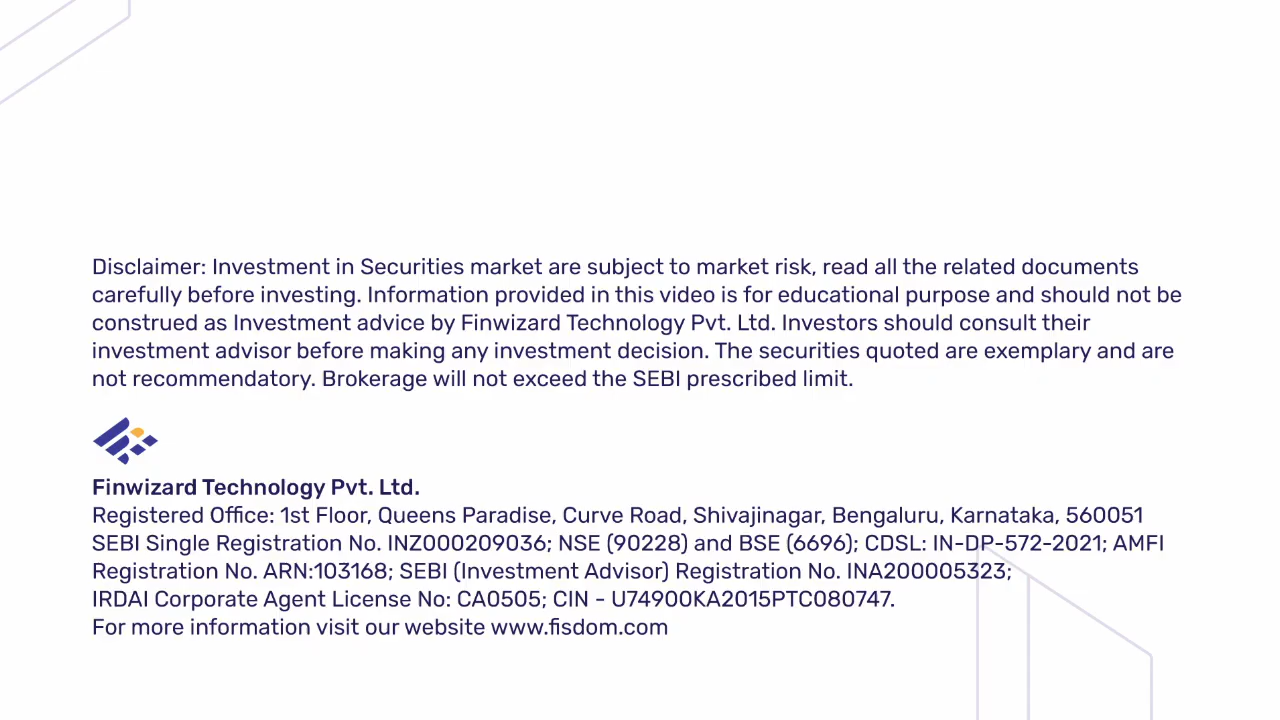 Disclaimer: Investment in Securities market are subject to market risk, read all the related documents
carefully before investing. Information provided in this video is for educational purpose and should not be
construed as Investment advice by Finwizard Technology Pvt. Ltd. Investors should consult their
investment advisor before making any investment decision. The securities quoted are exemplary and are
not recommendatory. Brokerage will not exceed the SEBI prescribed limit.
Finwizard Technology Pvt. Ltd.
Registered Office: 1st Floor, Queens Paradise, Curve Road, Shivajinagar, Bengaluru, Karnataka, 560051
SEBI Single Registration No. INZ000209036; NSE (90228) and BSE (6696); CDSL: IN-DP-572-2021; AMFI
Registration No. ARN:103168; SEBI (Investment Advisor) Registration No. INA200005323;
IRDAI Corporate Agent License No: CA0505; CIN - U74900KA2015PTC080747.
For more information visit our website www.fisdom.com